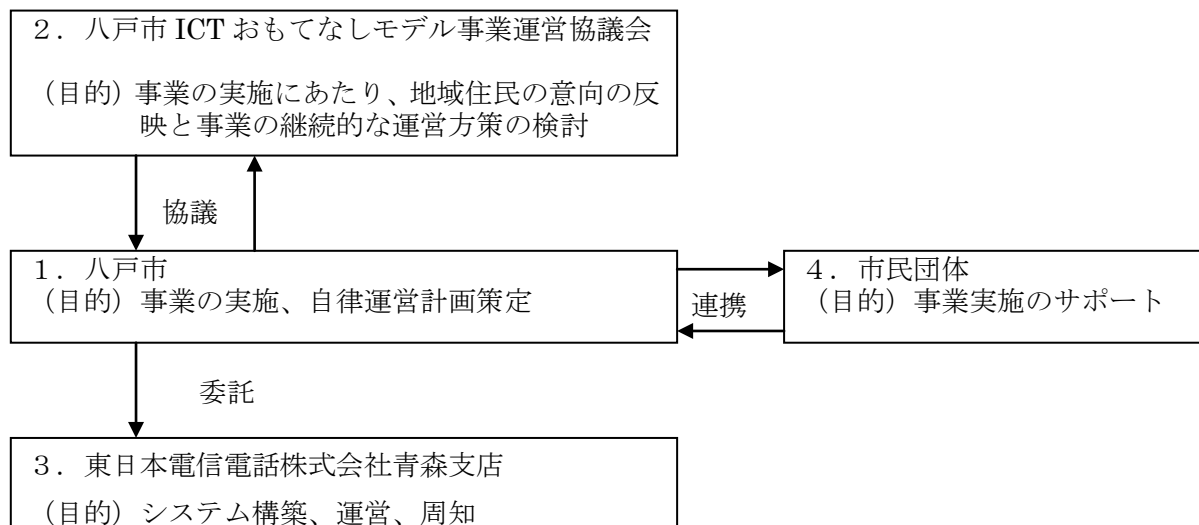 ２．八戸市 ICT おもてなしモデル事業運営協議会
（目的）事業の実施にあたり、地域住民の意向の反
映と事業の継続的な運営方策の検討
協議
１．八戸市
（目的）事業の実施、自律運営計画策定
連携
４．市民団体
（目的）事業実施のサポート
委託
３．東日本電信電話株式会社青森支店
（目的）システム構築、運営、周知